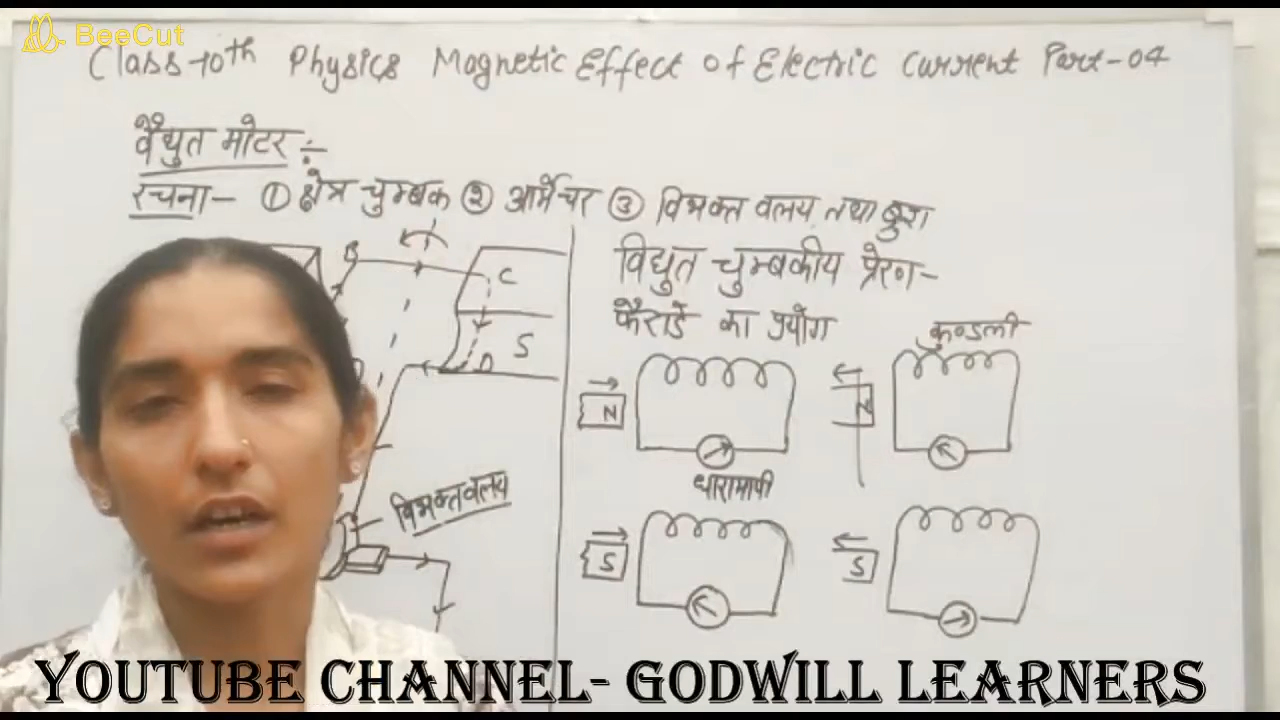 BeeCut
Class-10th Physics Magnetic Effect of Electric Current Part-04
वैद्युत मोटर ÷
रचना- ① क्षेत्र चुम्बक ② आर्मेचर ③ विभक्त वलय तथा ब्रुश
विद्युत चुम्बकीय प्रेरण-
फैराडे का प्रयोग
कुण्डली
B
C
S
D
N
N
धारामापी
विभक्त वलय
S
S
YOUTUBE CHANNEL- GODWILL LEARNERS